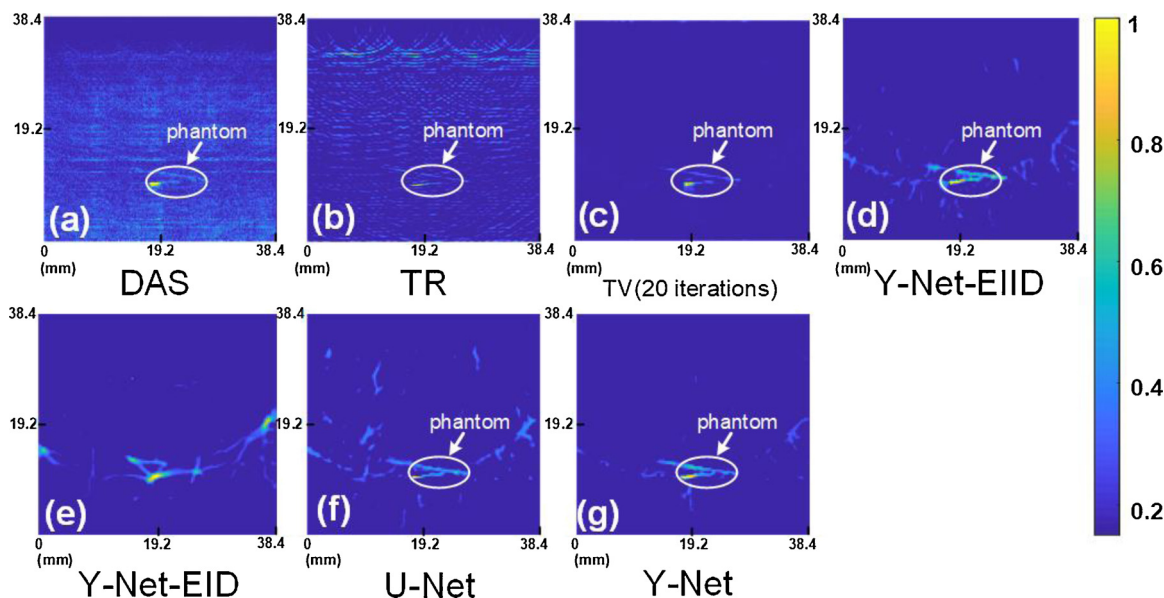 38.4
19.2
phantom
(a)
0
19.2
38.4
(mm)
DAS
38.4
19.2
phantom
(b)
0
19.2
38.4
(mm)
TR
38.4
19.2
phantom
(c)
0
19.2
38.4
(mm)
TV(20 iterations)
38.4
19.2
phantom
(d)
0
19.2
38.4
(mm)
Y-Net-EIID
38.4
19.2
(e)
0
19.2
38.4
(mm)
Y-Net-EID
38.4
19.2
phantom
(f)
0
19.2
38.4
(mm)
U-Net
38.4
19.2
phantom
(g)
0
19.2
38.4
(mm)
Y-Net
1
0.8
0.6
0.4
0.2